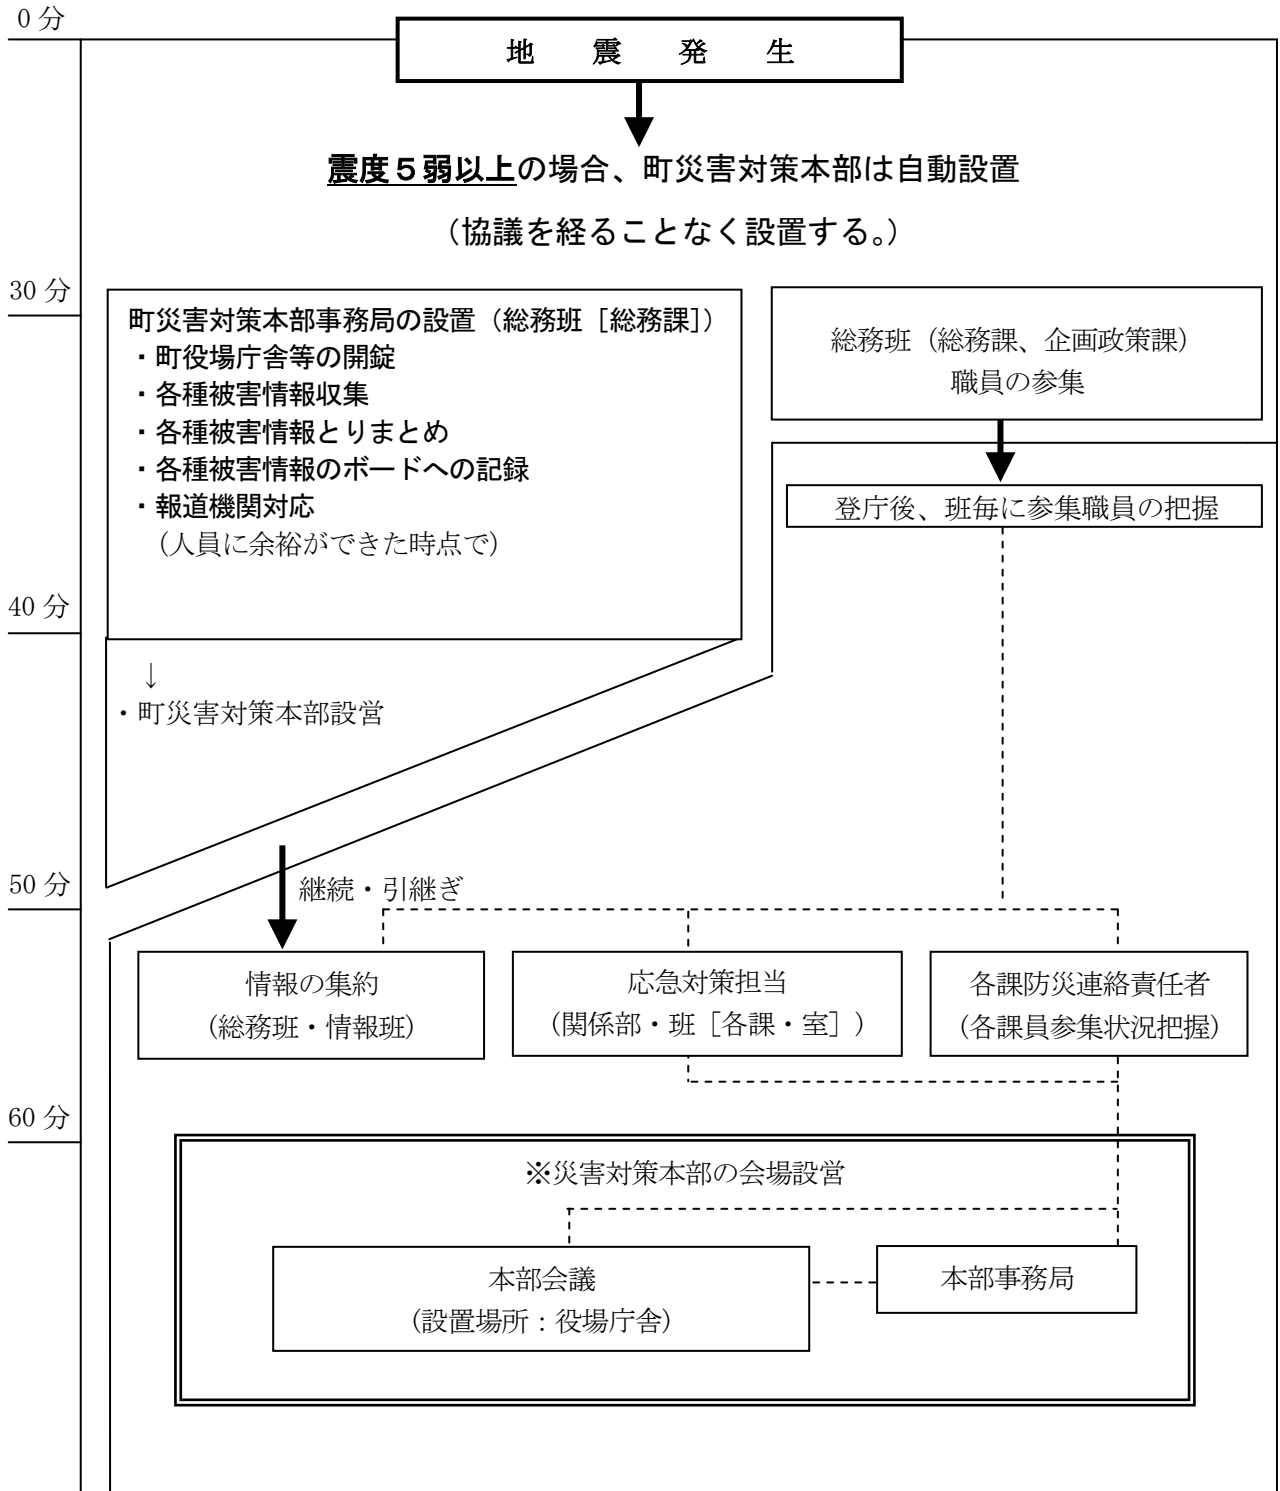 0 分
地　震　発　生
震度５弱以上の場合、町災害対策本部は自動設置
（協議を経ることなく設置する。）
30 分
町災害対策本部事務局の設置（総務班［総務課］）
・町役場庁舎等の開錠
・各種被害情報収集
・各種被害情報とりまとめ
・各種被害情報のボードへの記録
・報道機関対応
（人員に余裕ができた時点で）
総務班（総務課、企画政策課）
職員の参集
登庁後、班毎に参集職員の把握
40 分
↓
・町災害対策本部設営
50 分
継続・引継ぎ
情報の集約
（総務班・情報班）
応急対策担当
（関係部・班［各課・室］）
各課防災連絡責任者
（各課員参集状況把握）
60 分
※災害対策本部の会場設営
本部会議
（設置場所：役場庁舎）
本部事務局